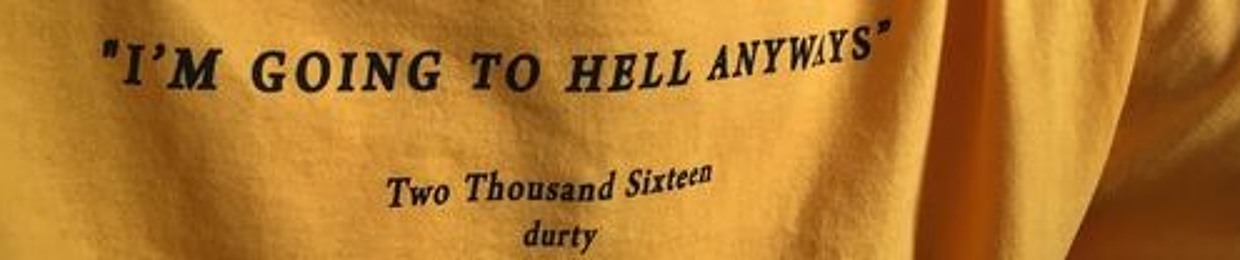 "I'M GOING TO HELL ANYWAYS"
Two Thousand Sixteen
durty